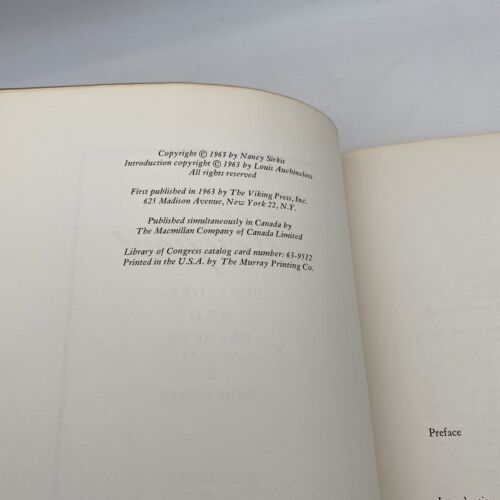 Copyright © 1963 by Nancy Sirkis
Introduction copyright © 1963 by Louis Auchincloss
All rights reserved
First published in 1963 by The Viking Press, Inc.
625 Madison Avenue, New York 22, N.Y.
Published simultaneously in Canada by
The Macmillan Company of Canada Limited
Library of Congress catalog card number: 63-9512
Printed in the U.S.A. by The Murray Printing Co.
Preface